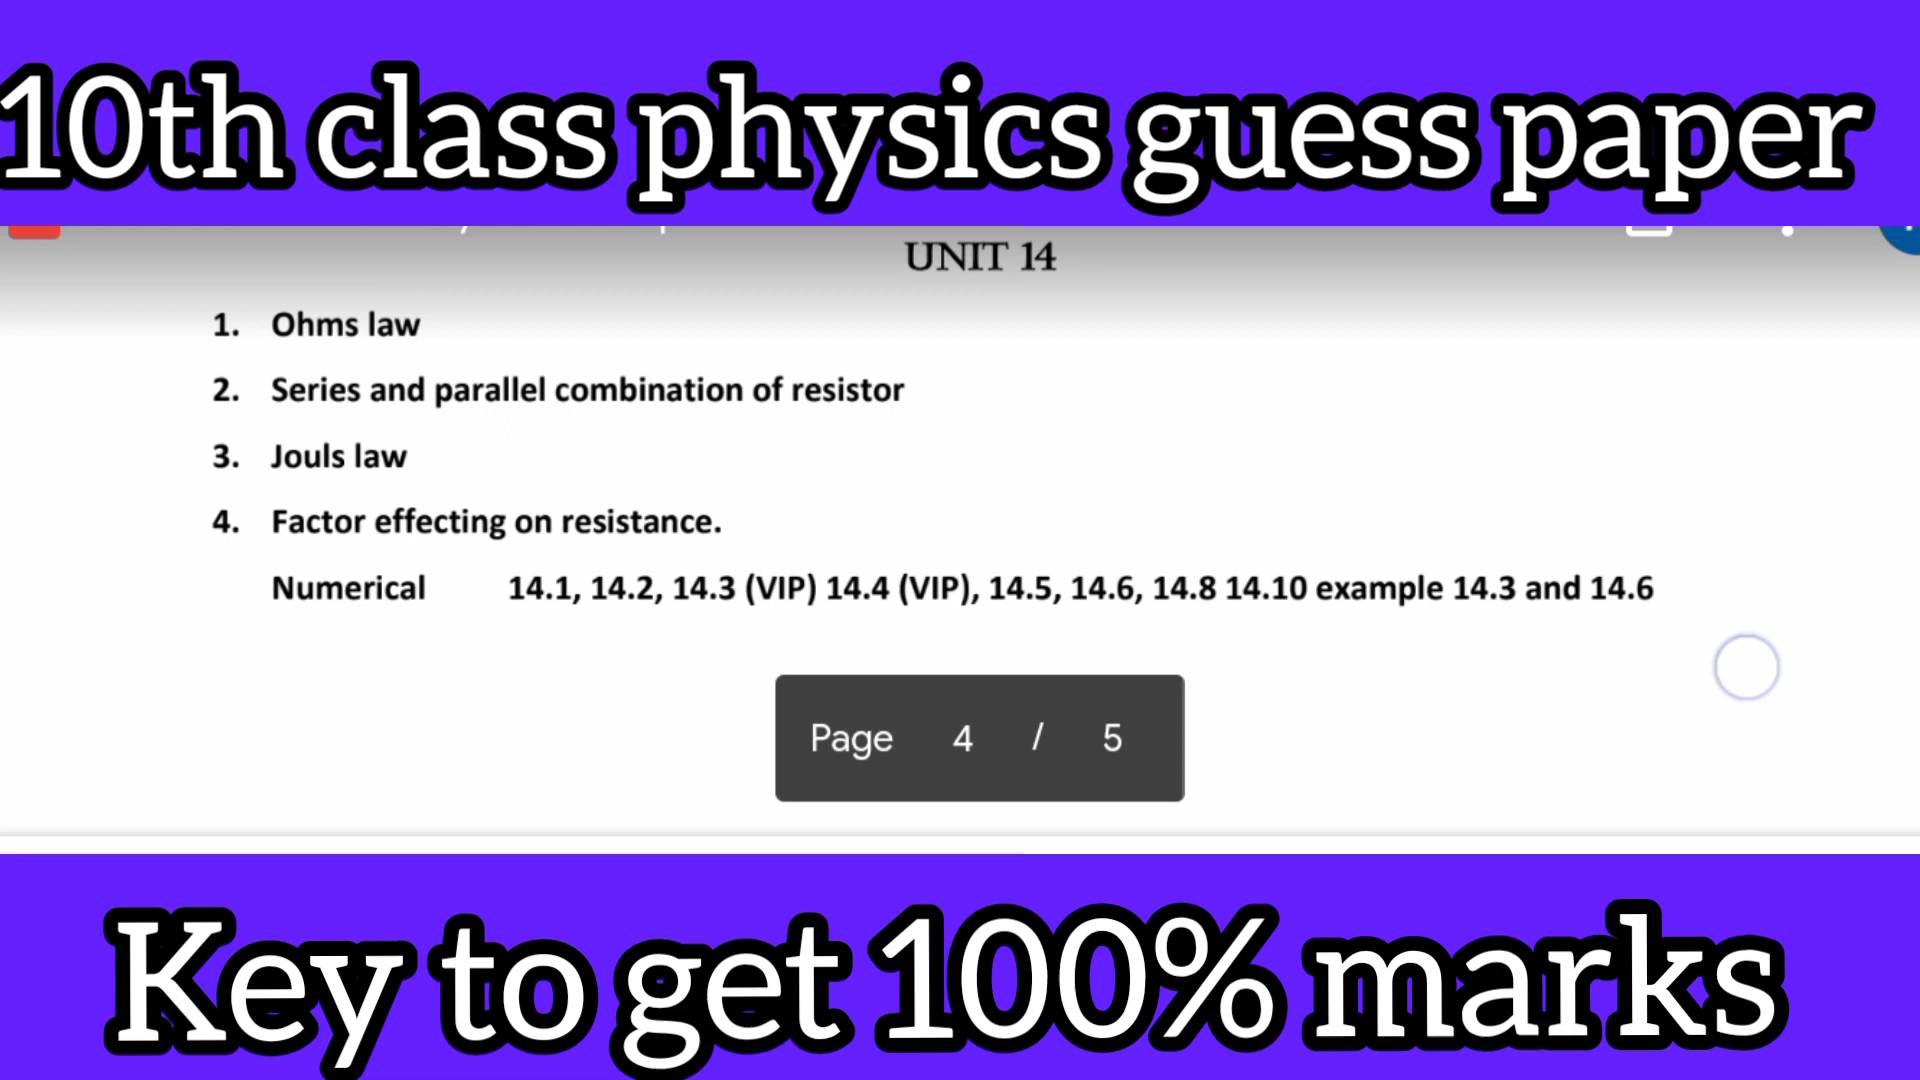 10th class physics guess paper
UNIT 14
1. Ohms law
2. Series and parallel combination of resistor
3. Jouls law
4. Factor effecting on resistance.
Numerical 14.1, 14.2, 14.3 (VIP) 14.4 (VIP), 14.5, 14.6, 14.8 14.10 example 14.3 and 14.6
Page 4 / 5
Key to get 100% marks